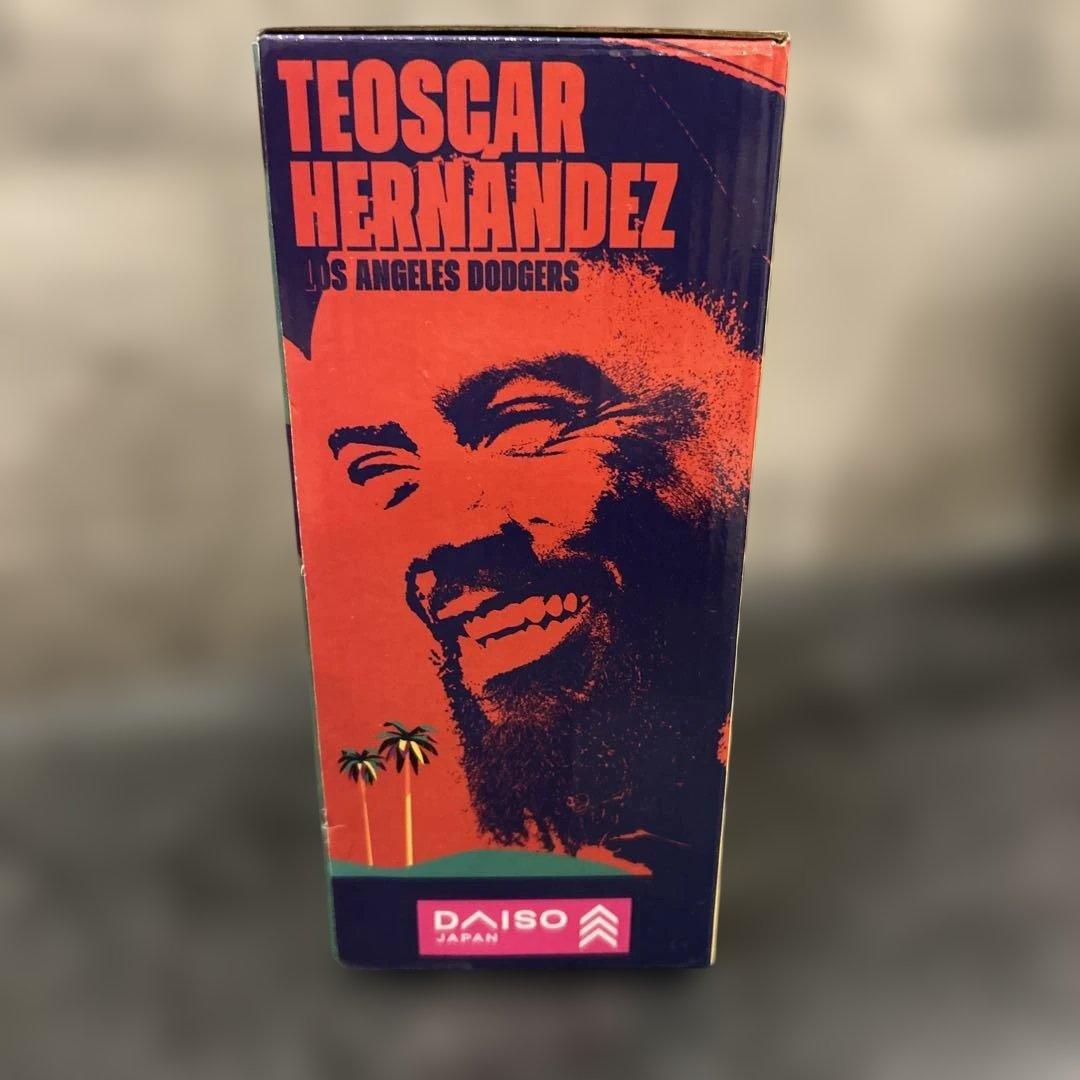 TEOSCAR
HERNÁNDEZ
LOS ANGELES DODGERS
DAISO
JAPAN